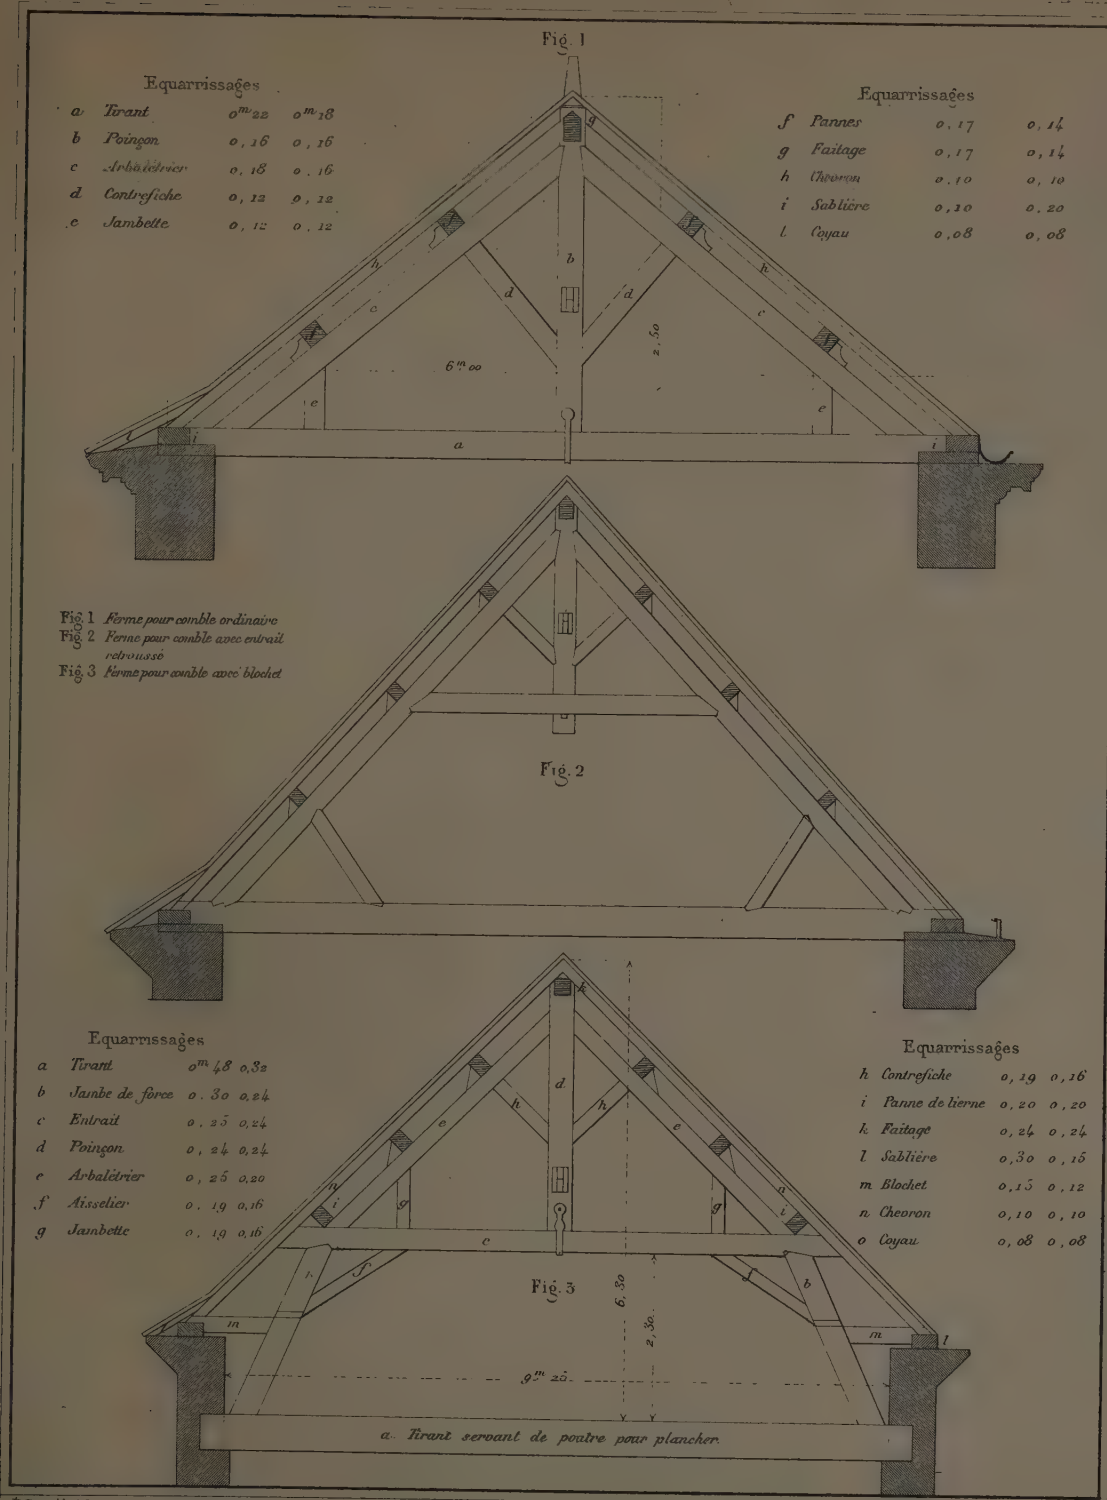 Fig. 1
Equarrissages
a Tirant 0m22 0m18
b Poinçon 0,16 0,16
c Arbalétrier 0,18 0.16
d Contrefiche 0,12 0,12
e Jambette 0,12 0.12
Equarrissages
f Pannes 0,17 0,14
g Faitage 0,17 0,14
h Chevron 0.10 0,10
i Sablière 0,20 0.20
l Coyau 0,08 0,08
g
f
f
h
h
b
d
d
c
c
f
f
2,50
6m00
e
e
l
i
a
i
Fig. 1 Ferme pour comble ordinaire
Fig. 2 Ferme pour comble avec entrait
retroussé
Fig. 3 Ferme pour comble avec blochet
Fig. 2
Equarrissages
a Tirant 0m48 0,32
b Jambe de force 0.30 0,24
c Entrait 0.25 0,24
d Poinçon 0,24 0,24
e Arbalétrier 0,25 0,20
f Aisselier 0.19 0,16
g Jambette 0.19 0,16
Equarrissages
h Contrefiche 0,19 0,16
i Panne de lierne 0,20 0,20
k Faitage 0,24 0,24
l Sablière 0,30 0,15
m Blochet 0,15 0,12
n Chevron 0,10 0,10
o Coyau 0,08 0,08
k
d
h
h
e
e
n
n
i
i
g
g
c
f
f
b
Fig. 3
6,30
2,30
m
m
l
9m25
a. Tirant servant de poutre pour plancher.